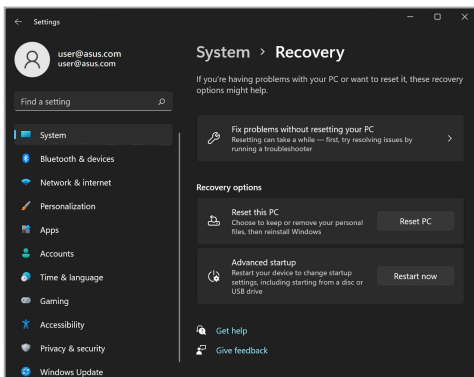 Settings
user@asus.com
user@asus.com
Find a setting
System
Bluetooth & devices
Network & internet
Personalization
Apps
Accounts
Time & language
Gaming
Accessibility
Privacy & security
Windows Update
System > Recovery
If you're having problems with your PC or want to reset it, these recovery
options might help.
Fix problems without resetting your PC
Resetting can take a while — first, try resolving issues by
running a troubleshooter
Recovery options
Reset this PC
Choose to keep or remove your personal
files, then reinstall Windows
Reset PC
Advanced startup
Restart your device to change startup
settings, including starting from a disc or
USB drive
Restart now
Get help
Give feedback